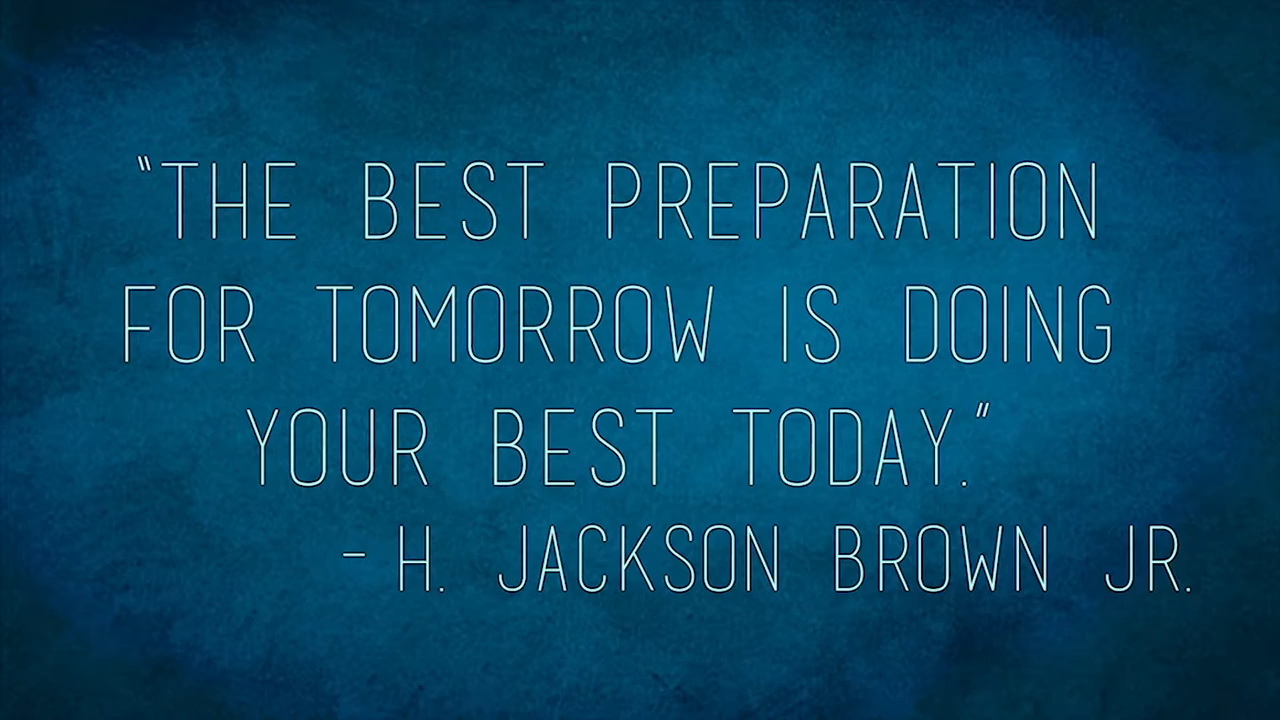 “THE BEST PREPARATION
FOR TOMORROW IS DOING
YOUR BEST TODAY.”
- H. JACKSON BROWN JR.